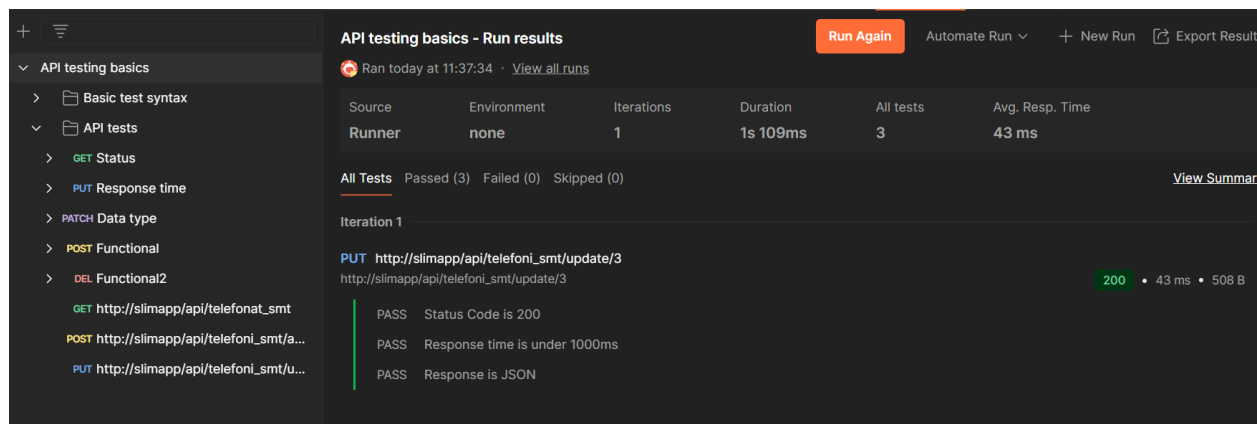 API testing basics
Basic test syntax
API tests
GET Status
PUT Response time
PATCH Data type
POST Functional
DEL Functional2
GET http://slimapp/api/telefonat_smt
POST http://slimapp/api/telefoni_smt/a...
PUT http://slimapp/api/telefoni_smt/u...
API testing basics - Run results
Run Again
Automate Run
+ New Run
Export Result
Ran today at 11:37:34 · View all runs
Source Environment Iterations Duration All tests Avg. Resp. Time
Runner none 1 1s 109ms 3 43 ms
All Tests Passed (3) Failed (0) Skipped (0) View Summar
Iteration 1
PUT http://slimapp/api/telefoni_smt/update/3
http://slimapp/api/telefoni_smt/update/3 200 • 43 ms • 508 B
PASS Status Code is 200
PASS Response time is under 1000ms
PASS Response is JSON